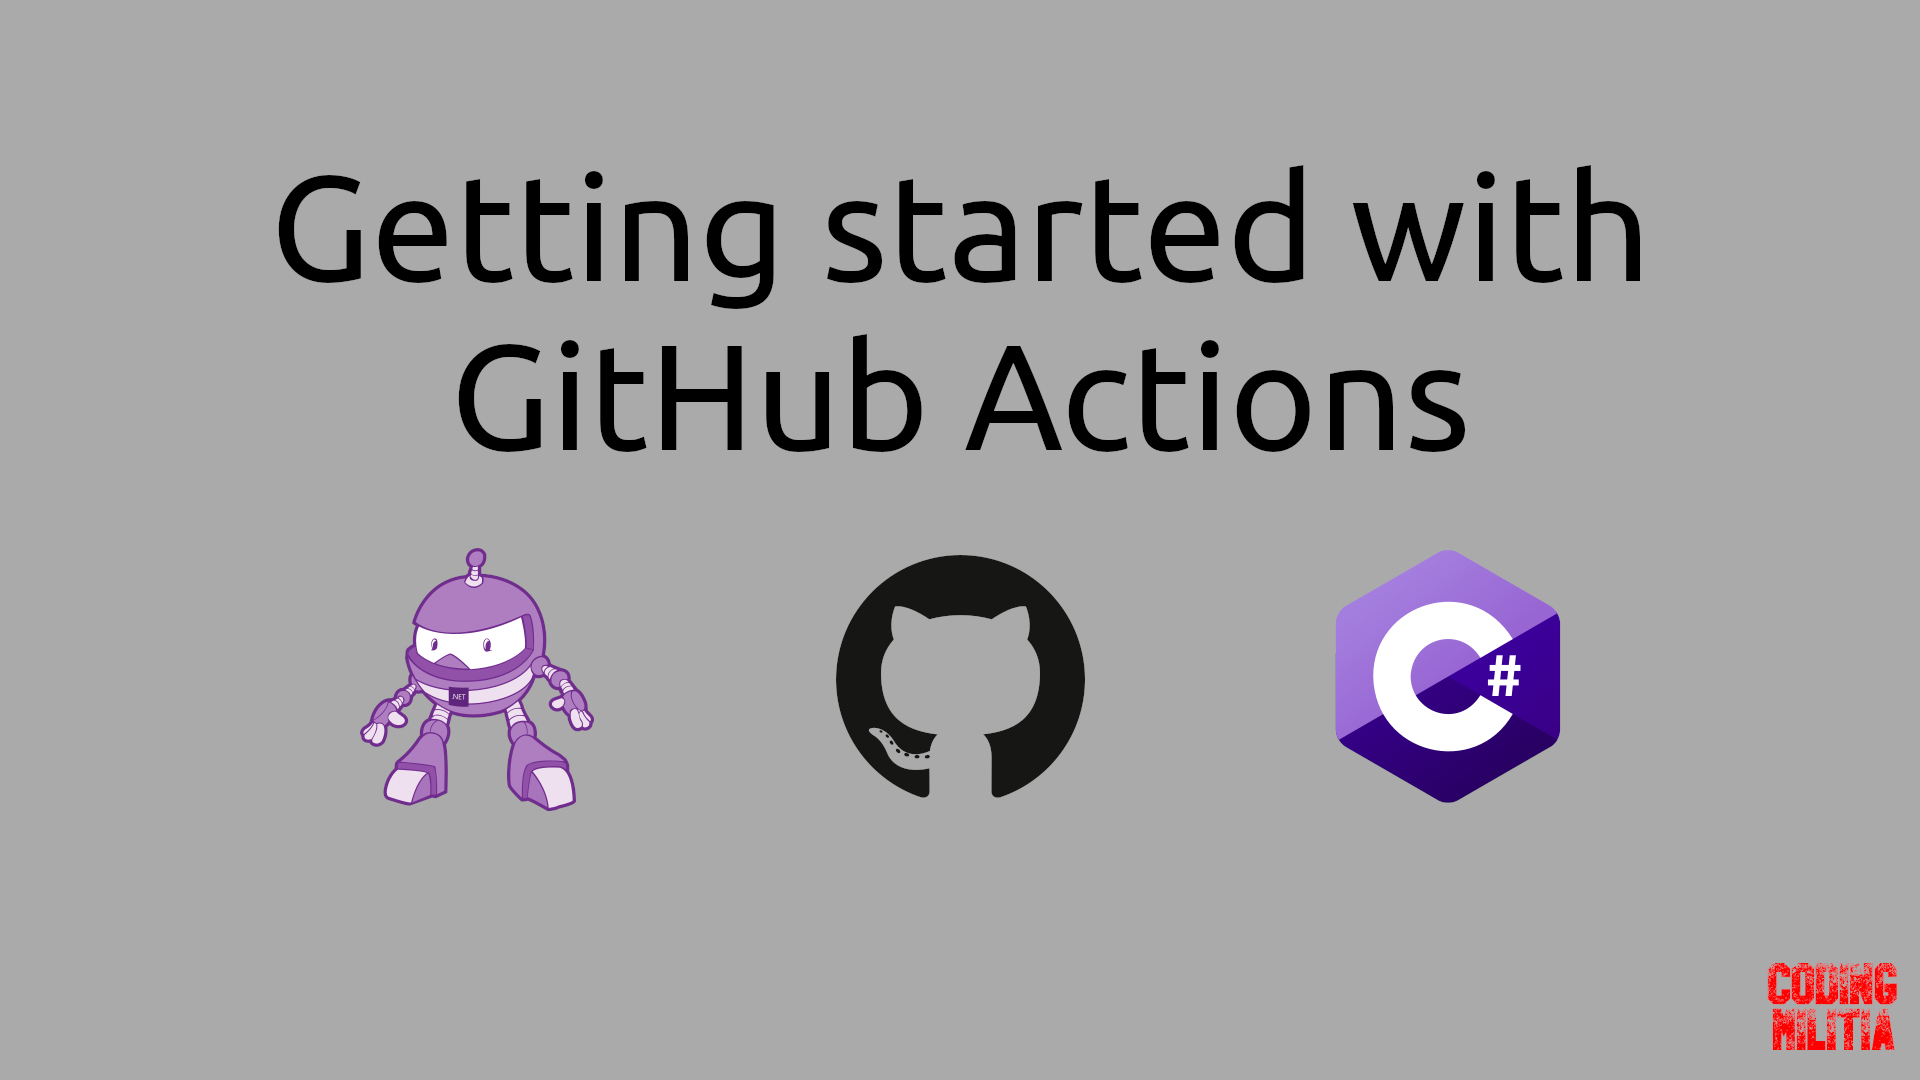 Getting started with
GitHub Actions
.NET
C#
CODING
MILITIA